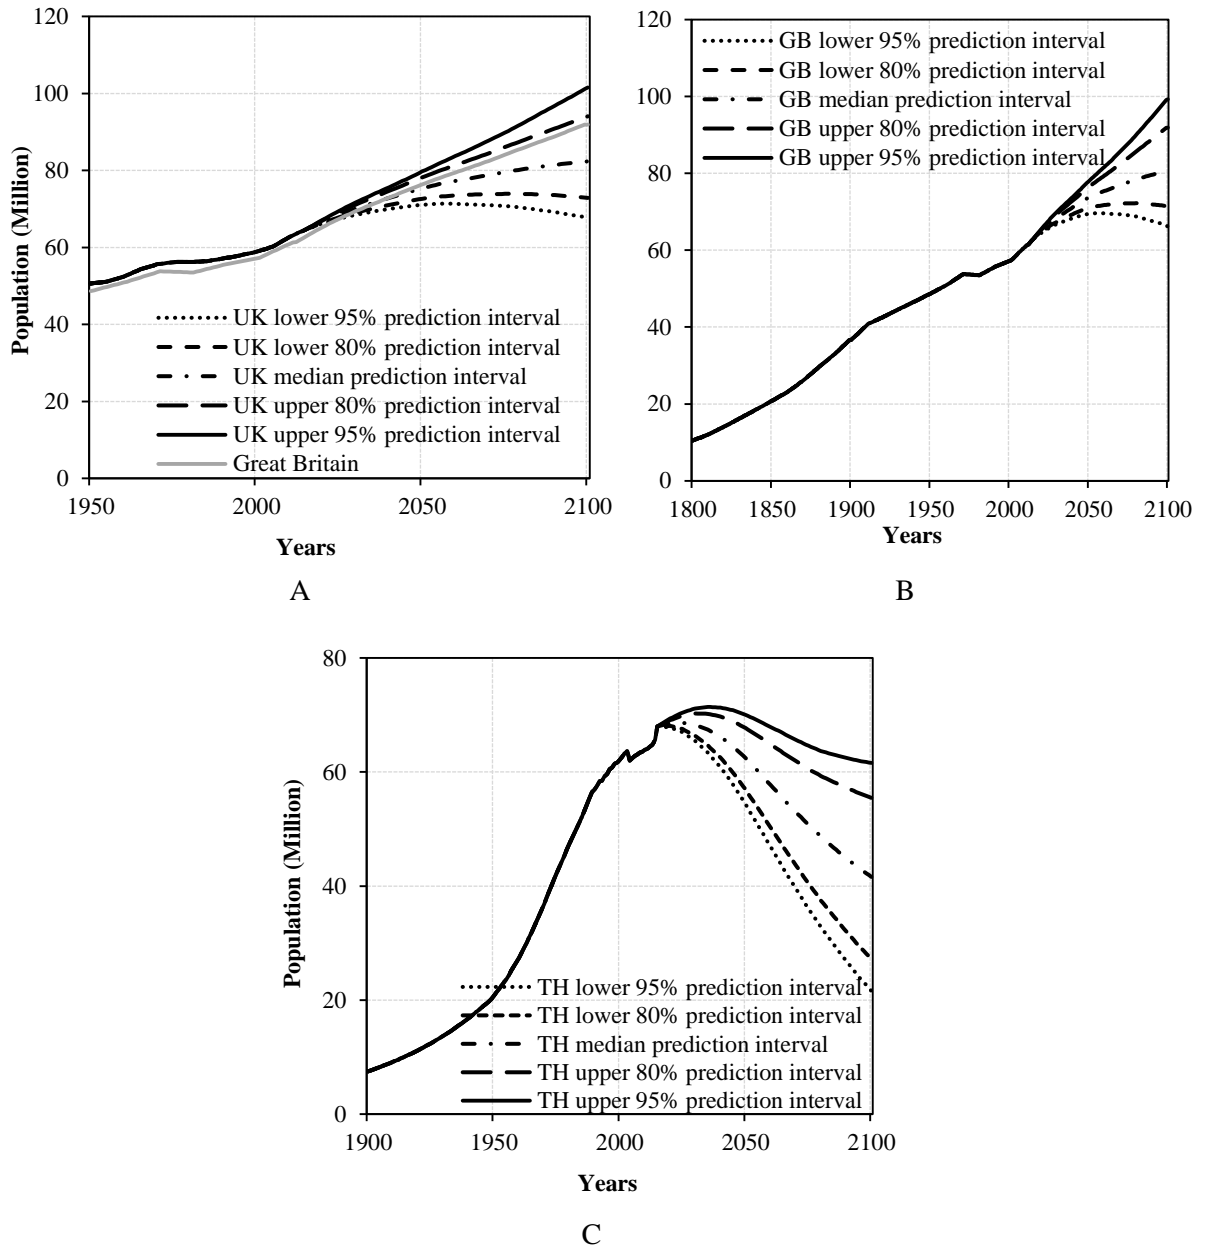 120
100
80
60
40
20
0
Population (Million)
1950 2000 2050 2100
Years
UK lower 95% prediction interval
UK lower 80% prediction interval
UK median prediction interval
UK upper 80% prediction interval
UK upper 95% prediction interval
Great Britain
A
120
100
80
60
40
20
0
GB lower 95% prediction interval
GB lower 80% prediction interval
GB median prediction interval
GB upper 80% prediction interval
GB upper 95% prediction interval
1800 1850 1900 1950 2000 2050 2100
Years
B
80
60
40
20
0
Population (Million)
TH lower 95% prediction interval
TH lower 80% prediction interval
TH median prediction interval
TH upper 80% prediction interval
TH upper 95% prediction interval
1900 1950 2000 2050 2100
Years
C